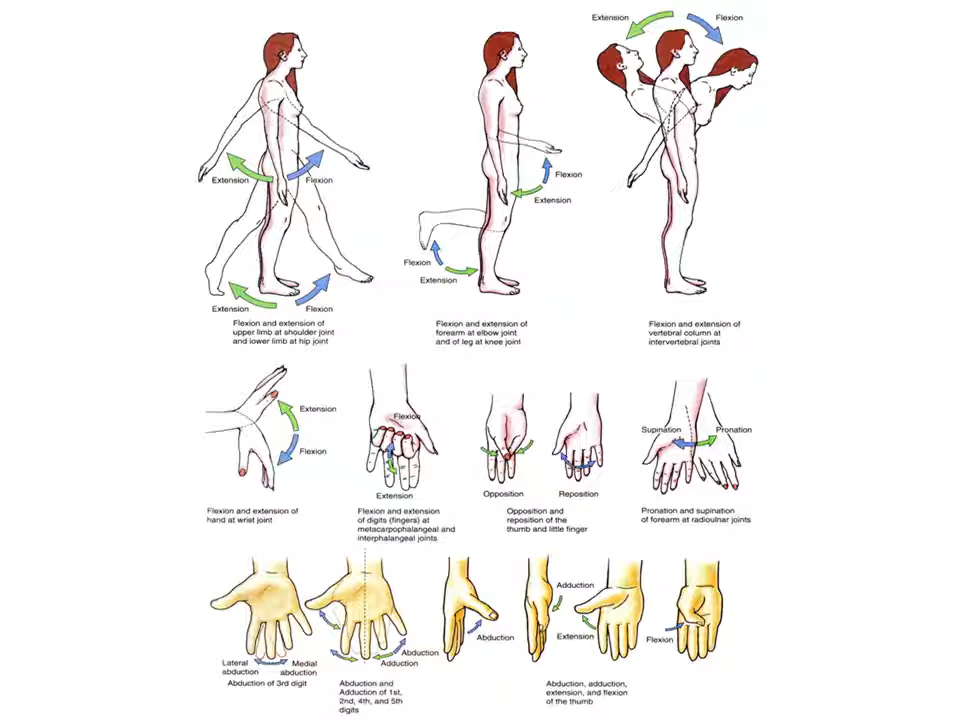 Extension
Flexion
Extension
Flexion
Extension
Flexion
Flexion and extension of
upper limb at shoulder joint
and lower limb at hip joint
Flexion
Extension
Flexion
Extension
Flexion and extension of
forearm at elbow joint
and of leg at knee joint
Extension
Flexion
Flexion and extension of
vertebral column at
intervertebral joints
Extension
Flexion
Flexion and extension of
hand at wrist joint
Flexion
Extension
Flexion and extension
of digits (fingers) at
metacarpophalangeal and
interphalangeal joints
Opposition
Reposition
Opposition and
reposition of the
thumb and little finger
Supination
Pronation
Pronation and supination
of forearm at radioulnar joints
Lateral
abduction
Medial
abduction
Abduction of 3rd digit
Abduction
Adduction
Abduction and
Adduction of 1st,
2nd, 4th, and 5th
digits
Abduction
Adduction
Extension
Flexion
Abduction, adduction,
extension, and flexion
of the thumb